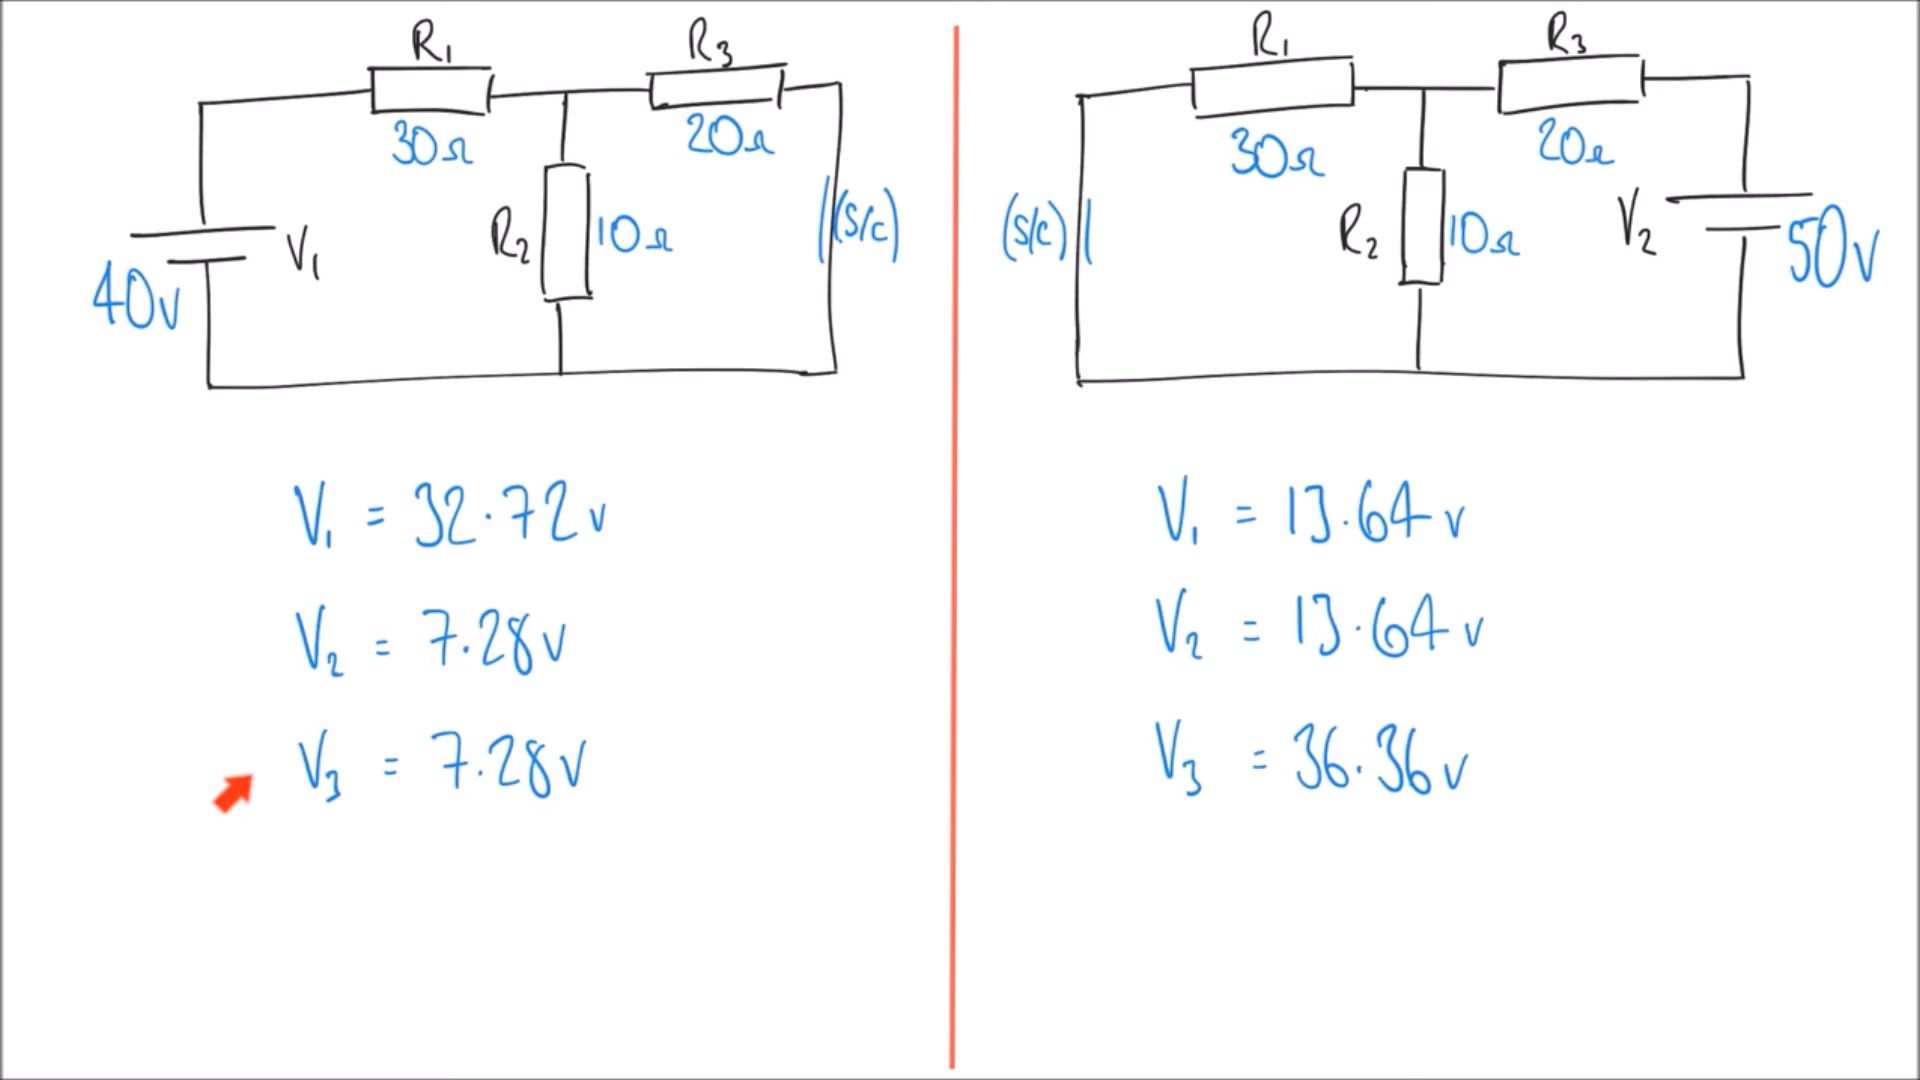 R₁
R₃
30Ω
20Ω
(s/c)
R₂
10Ω
V₁
40v
V₁ = 32.72v
V₂ = 7.28v
V₃ = 7.28v
R₁
R₃
30Ω
20Ω
(s/c)
R₂
10Ω
V₂
50v
V₁ = 13.64v
V₂ = 13.64v
V₃ = 36.36v